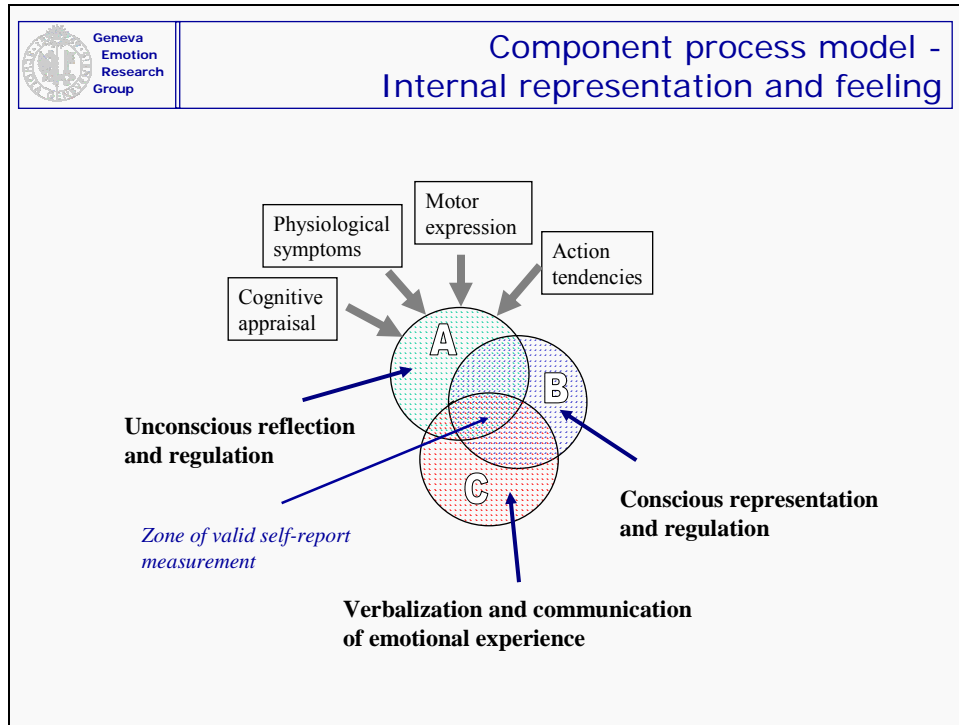 Geneva
Emotion
Research
Group
Component process model -
Internal representation and feeling
Motor
expression
Physiological
symptoms
Action
tendencies
Cognitive
appraisal
A
B
Unconscious reflection
and regulation
C
Conscious representation
and regulation
Zone of valid self-report
measurement
Verbalization and communication
of emotional experience